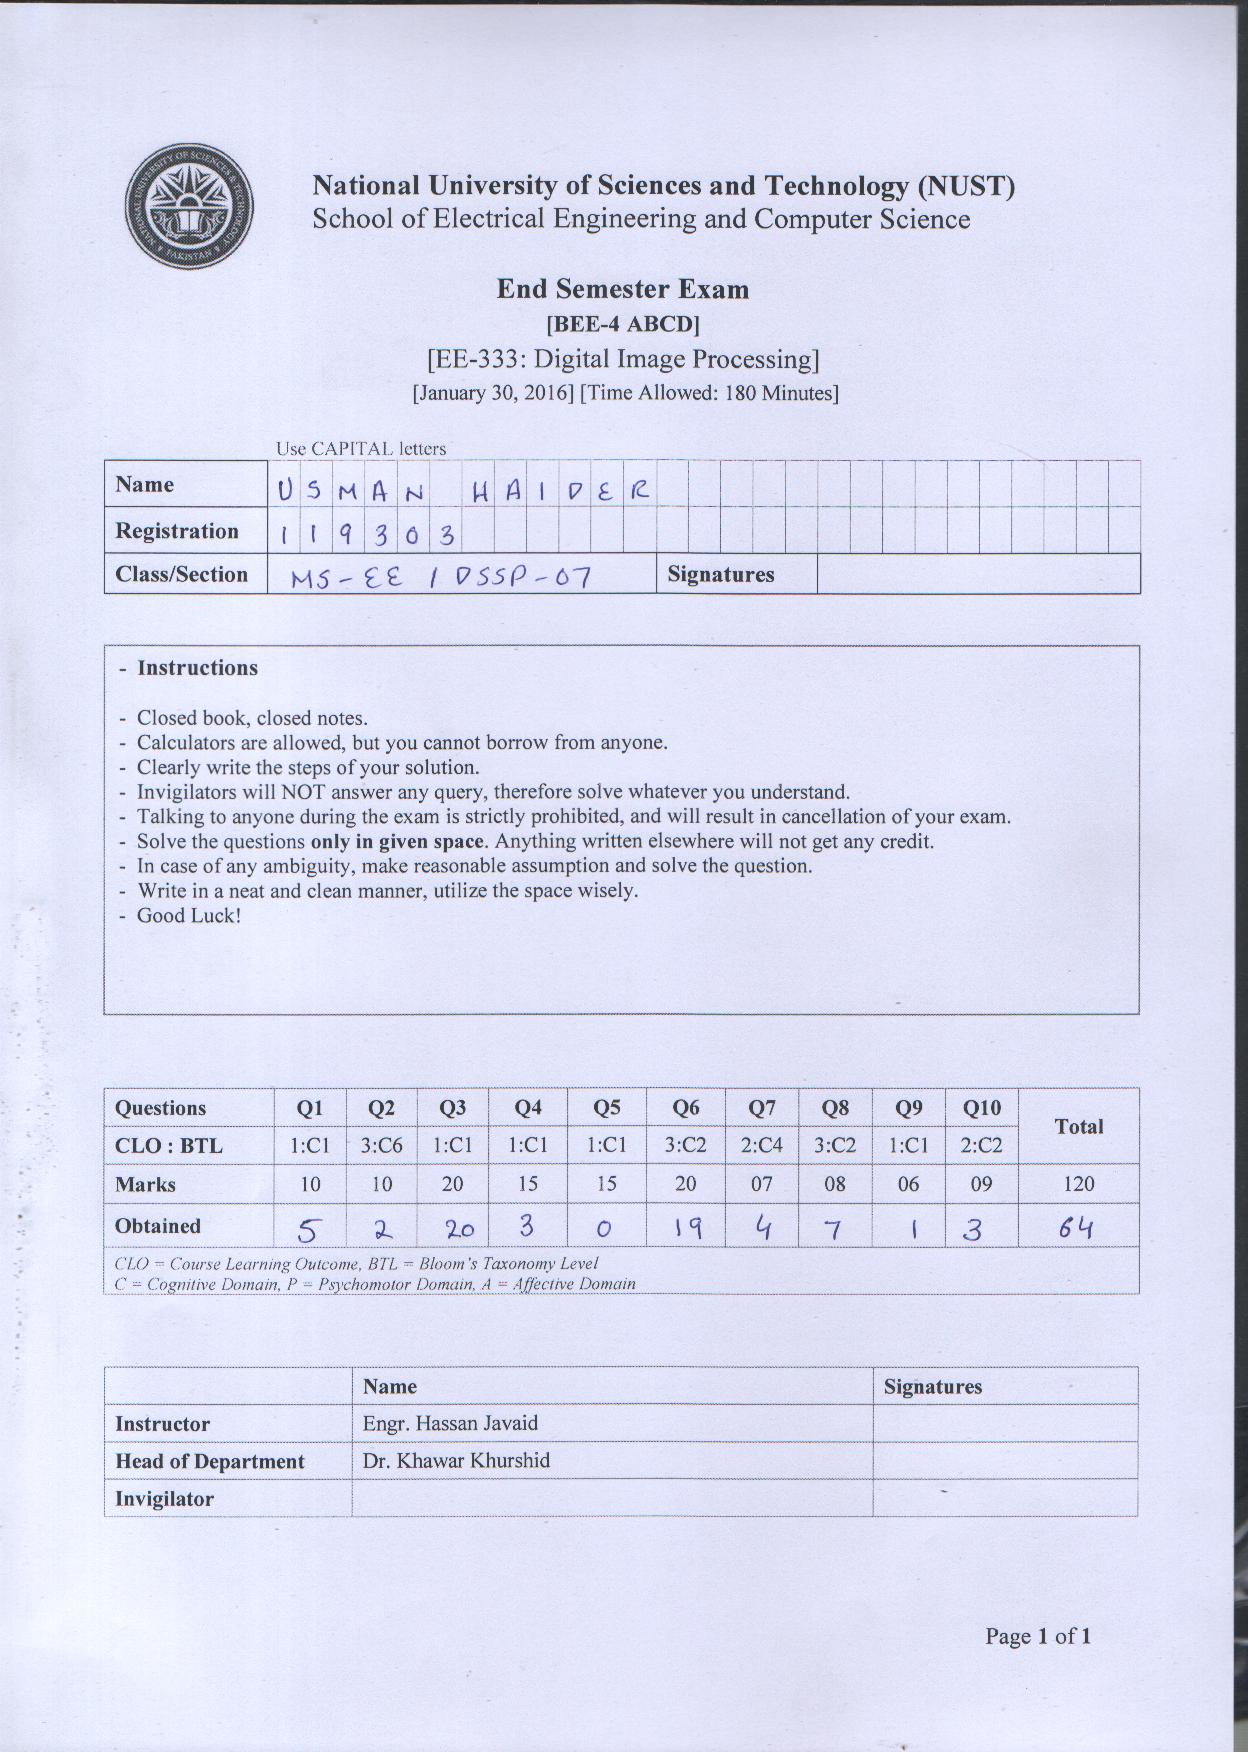 NATIONAL UNIVERSITY OF SCIENCES & TECHNOLOGY
PAKISTAN
National University of Sciences and Technology (NUST)
School of Electrical Engineering and Computer Science
End Semester Exam
[BEE-4 ABCD]
[EE-333: Digital Image Processing]
[January 30, 2016] [Time Allowed: 180 Minutes]
Use CAPITAL letters
Name USMAN HAIDER
Registration 119303
Class/Section MS-EE / DSSP-07 Signatures
- Instructions
- Closed book, closed notes.
- Calculators are allowed, but you cannot borrow from anyone.
- Clearly write the steps of your solution.
- Invigilators will NOT answer any query, therefore solve whatever you understand.
- Talking to anyone during the exam is strictly prohibited, and will result in cancellation of your exam.
- Solve the questions only in given space. Anything written elsewhere will not get any credit.
- In case of any ambiguity, make reasonable assumption and solve the question.
- Write in a neat and clean manner, utilize the space wisely.
- Good Luck!
Questions Q1 Q2 Q3 Q4 Q5 Q6 Q7 Q8 Q9 Q10 Total
CLO : BTL 1:C1 3:C6 1:C1 1:C1 1:C1 3:C2 2:C4 3:C2 1:C1 2:C2
Marks 10 10 20 15 15 20 07 08 06 09 120
Obtained 5 2 20 3 0 19 4 7 1 3 64
CLO = Course Learning Outcome, BTL = Bloom's Taxonomy Level
C = Cognitive Domain, P = Psychomotor Domain, A = Affective Domain
Name Signatures
Instructor Engr. Hassan Javaid
Head of Department Dr. Khawar Khurshid
Invigilator
Page 1 of 1